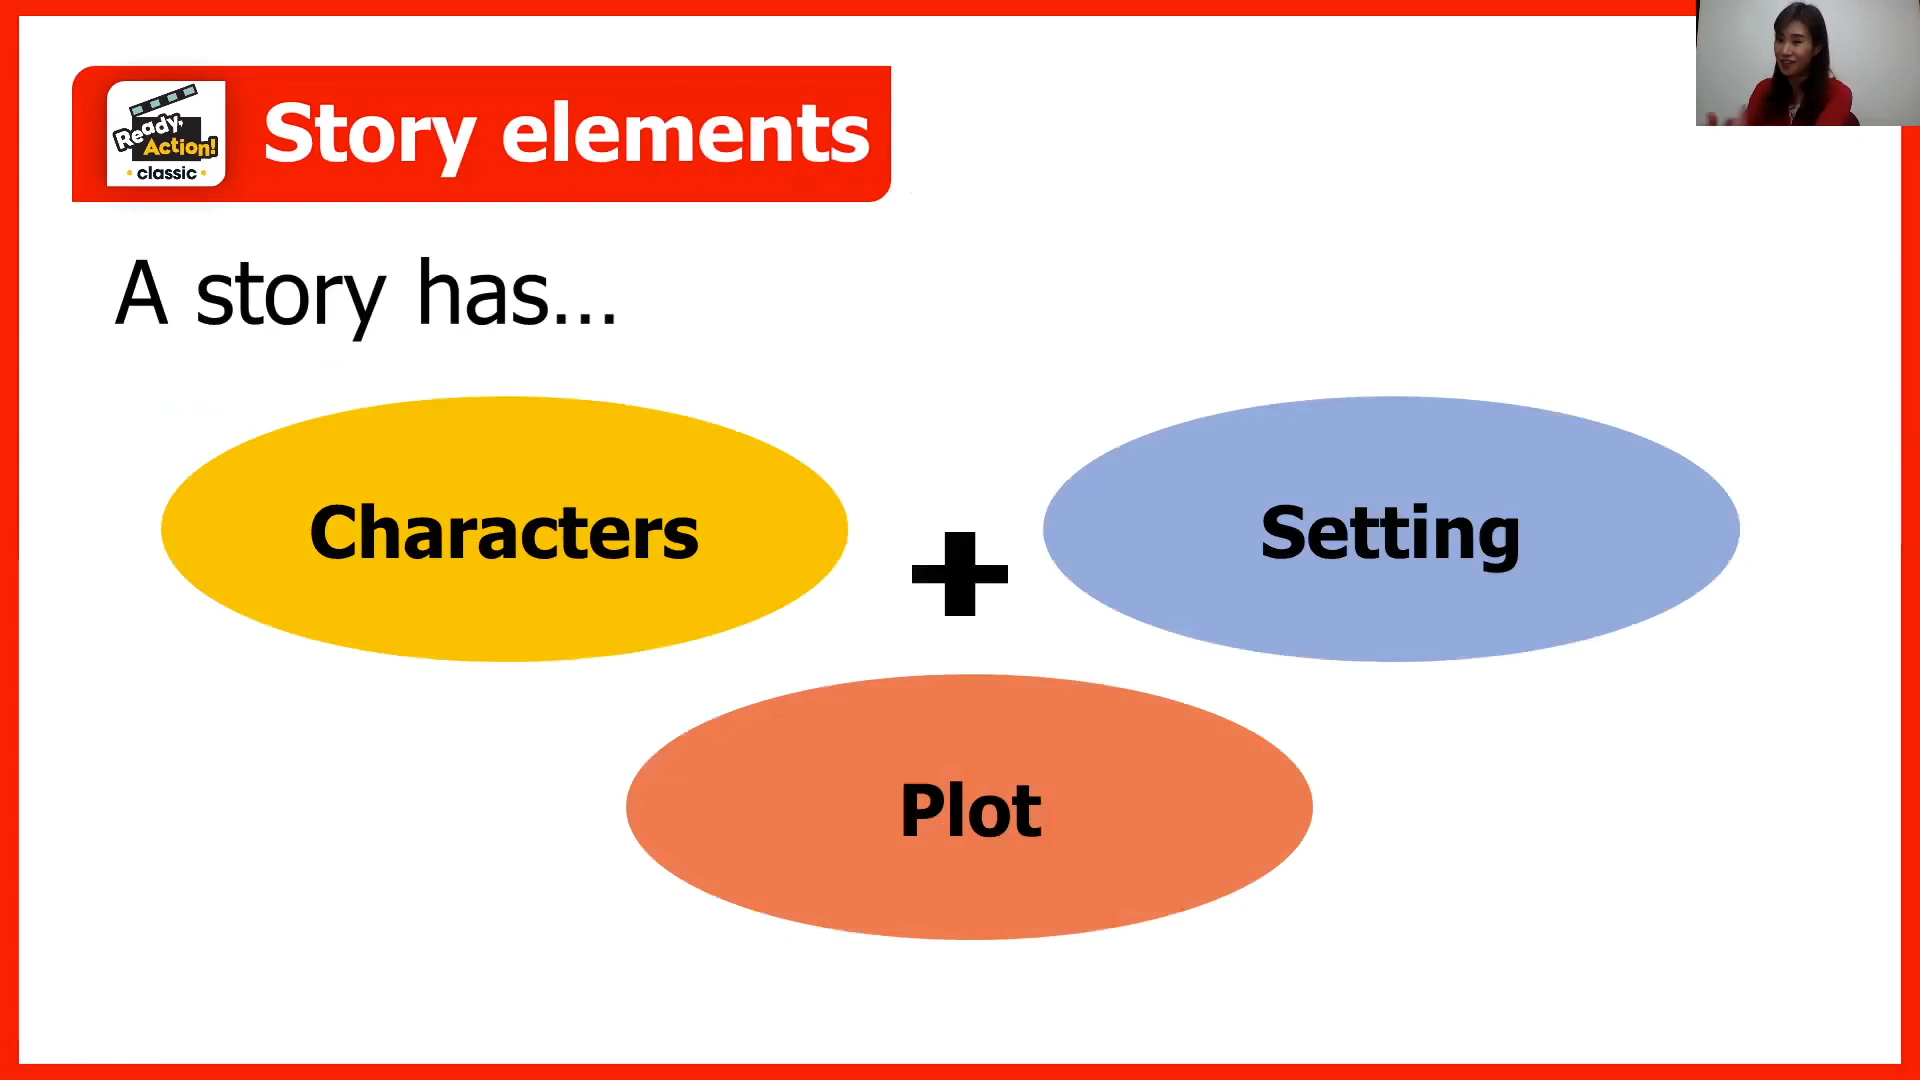 Ready,
Action!
classic
Story elements
A story has...
Characters
+
Setting
Plot